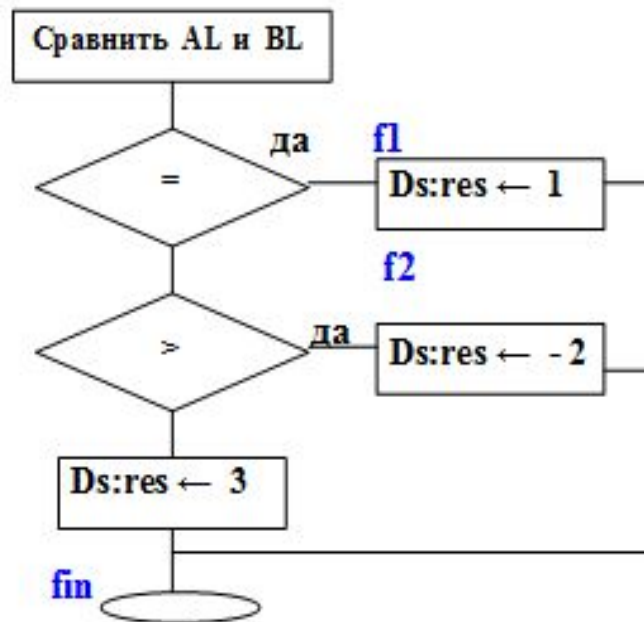 Сравнить AL и BL
да
f1
=
Ds:res ← 1
f2
>
да
Ds:res ← - 2
Ds:res ← 3
fin